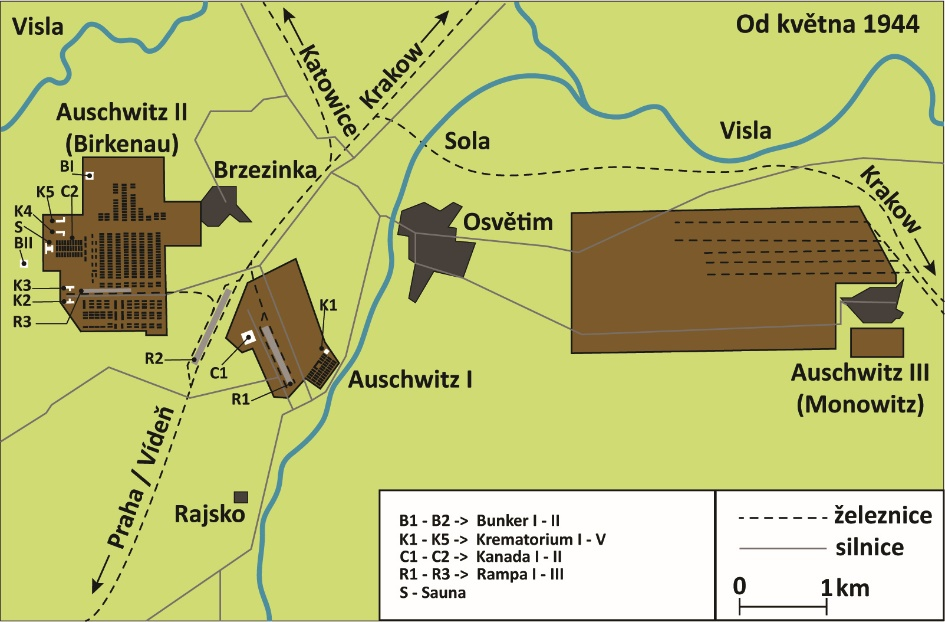 Visla
Od května 1944
Katowice
Krakow
Auschwitz II
(Birkenau)
Sola
Visla
BI
Brzezinka
K5 C2
K4
S
BII
Krakow
Osvětim
K3
K2
R3
K1
R2
C1
R1
Auschwitz I
Auschwitz III
(Monowitz)
Praha / Vídeň
Rajsko
B1 - B2 -> Bunker I - II
K1 - K5 -> Krematorium I - V
C1 - C2 -> Kanada I - II
R1 - R3 -> Rampa I - III
S - Sauna
železnice
silnice
0 1 km